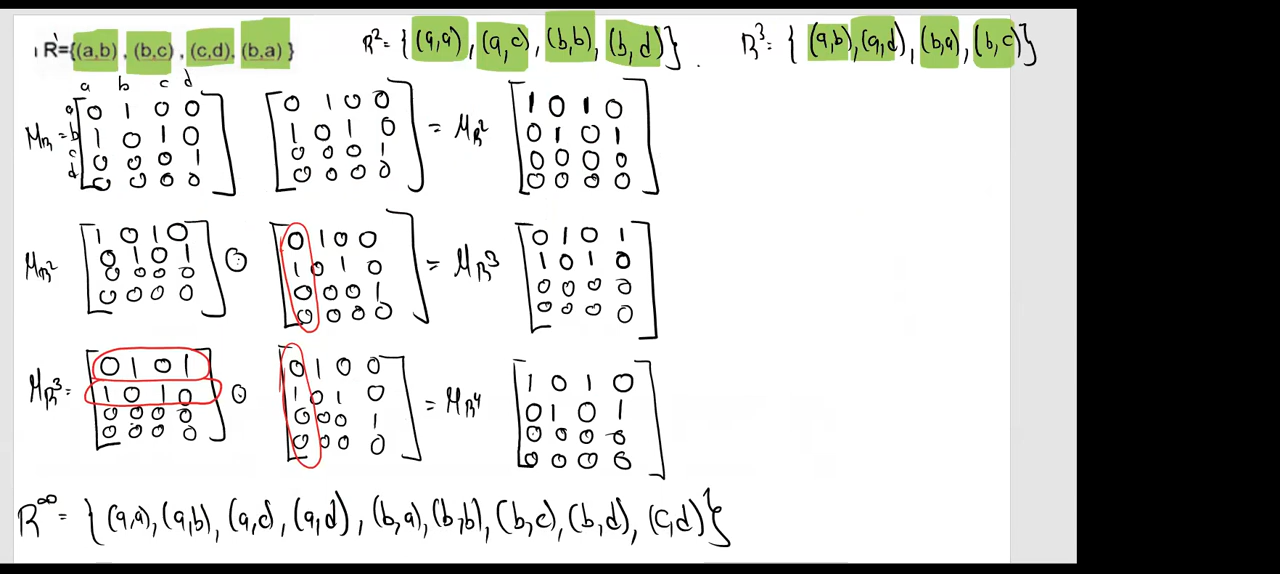 R={(a,b) , (b,c) , (c,d), (b,a) }
R² = { (a,a), (a,c), (b,b), (b,d) } .
R³ = { (a,b), (a,d), (b,a), (b,c) }
a b c d
M_R = a [ 0 1 0 0 [ 0 1 0 0 = M_R² [ 1 0 1 0
b 1 0 1 0 1 0 1 0 0 1 0 1
c 0 0 0 1 0 0 0 1 0 0 0 0
d 0 0 0 0 ] 0 0 0 0 ] 0 0 0 0 ]
M_R² [ 1 0 1 0 ⊙ [ 0 1 0 0 = M_R³ [ 0 1 0 1
0 1 0 1 1 0 1 0 1 0 1 0
0 0 0 0 0 0 0 1 0 0 0 0
0 0 0 0 ] 0 0 0 0 ] 0 0 0 0 ]
M_R³ = [ 0 1 0 1 ⊙ [ 0 1 0 0 = M_R⁴ [ 1 0 1 0
1 0 1 0 1 0 1 0 0 1 0 1
0 0 0 0 0 0 0 1 0 0 0 0
0 0 0 0 ] 0 0 0 0 ] 0 0 0 0 ]
R^∞ = { (a,a), (a,b), (a,c), (a,d), (b,a), (b,b), (b,c), (b,d), (c,d) }